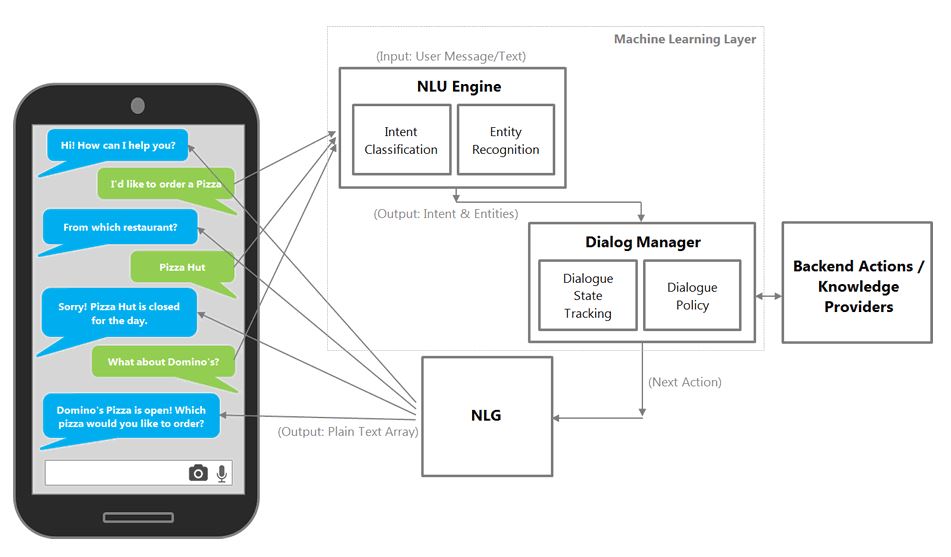 Machine Learning Layer
(Input: User Message/Text)
NLU Engine
Intent
Classification
Entity
Recognition
(Output: Intent & Entities)
Dialog Manager
Dialogue
State
Tracking
Dialogue
Policy
Backend Actions /
Knowledge
Providers
(Next Action)
NLG
(Output: Plain Text Array)
Hi! How can I help you?
I'd like to order a Pizza
From which restaurant?
Pizza Hut
Sorry! Pizza Hut is closed
for the day.
What about Domino's?
Domino's Pizza is open! Which
pizza would you like to order?